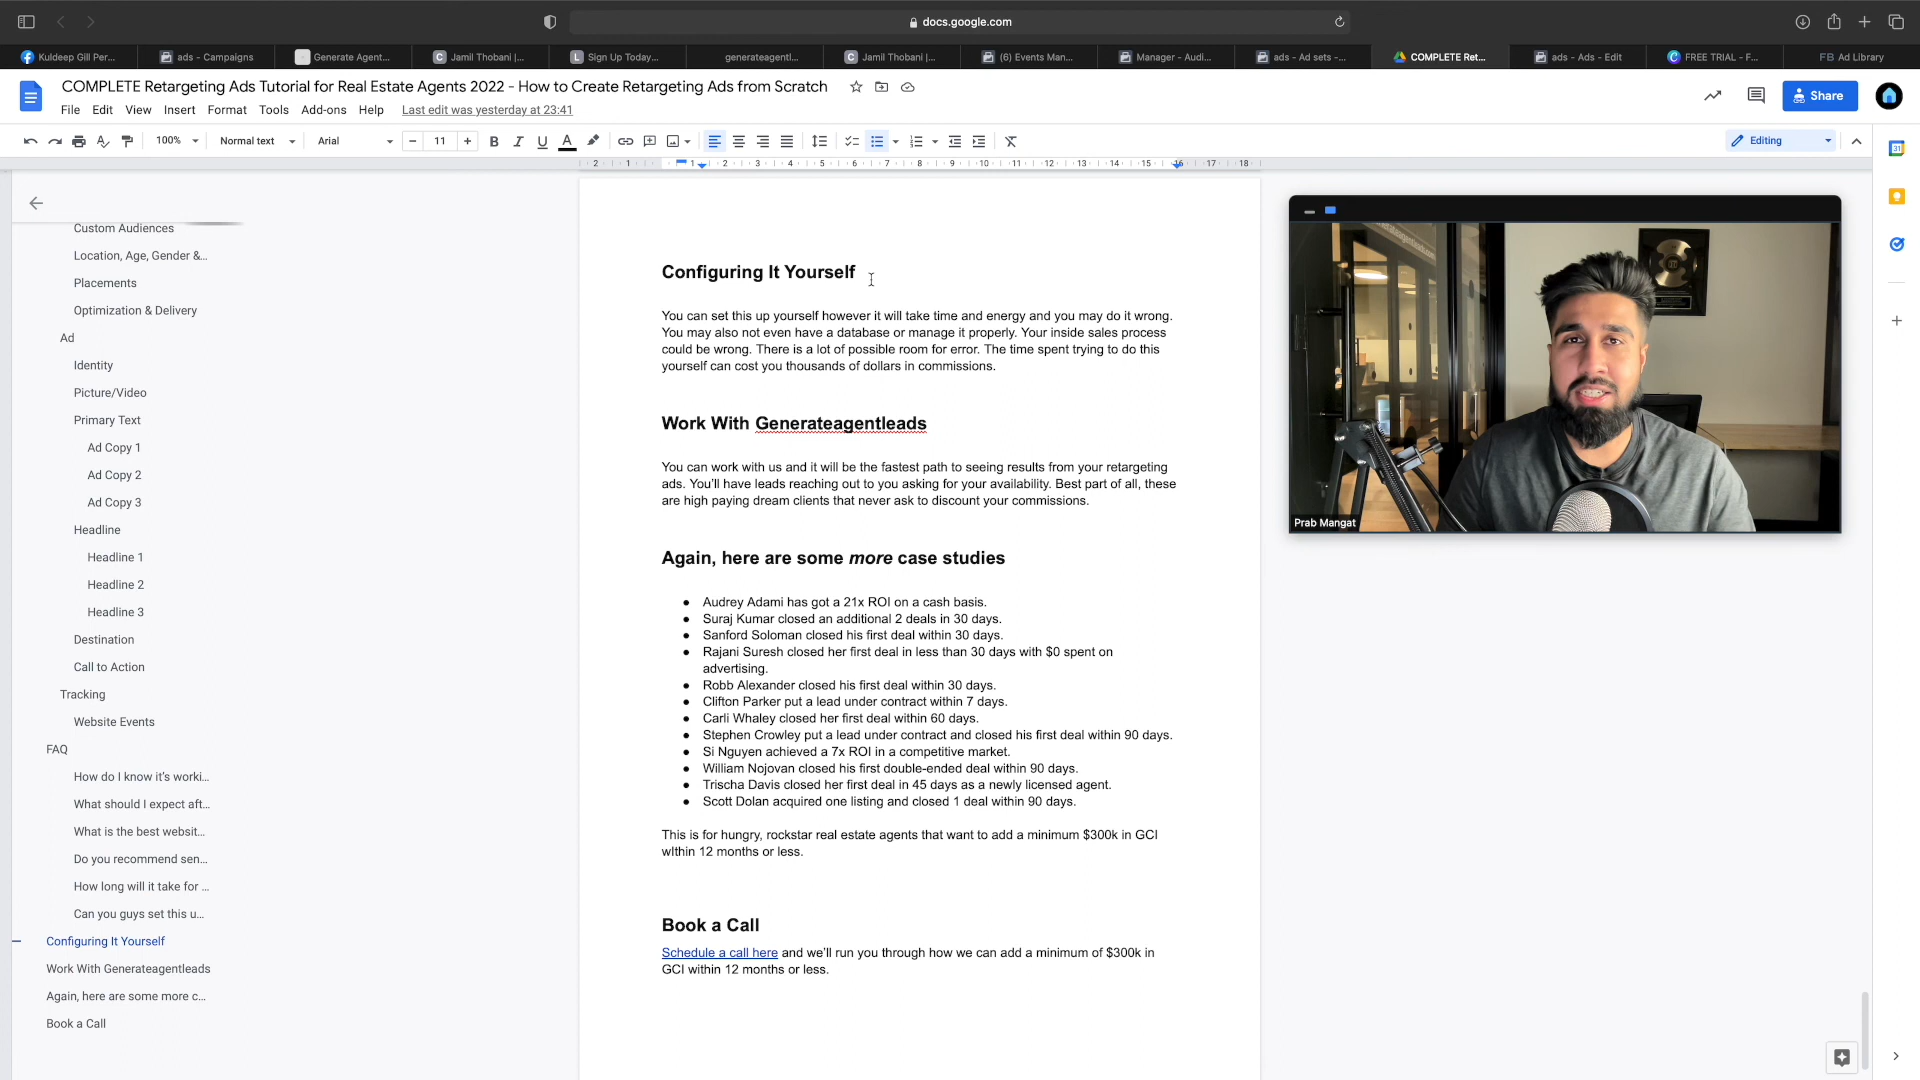 docs.google.com
Kuldeep Gill Per...
ads - Campaigns
Generate Agent...
Jamil Thobani |...
Sign Up Today...
generateagentl...
Jamil Thobani |...
(6) Events Man...
Manager - Audi...
ads - Ad sets -...
COMPLETE Ret...
ads - Ads - Edit
FREE TRIAL - F...
FB Ad Library
COMPLETE Retargeting Ads Tutorial for Real Estate Agents 2022 - How to Create Retargeting Ads from Scratch
File Edit View Insert Format Tools Add-ons Help Last edit was yesterday at 23:41
Share
100% Normal text Arial 11 Editing
2 1 1 2 3 4 5 6 7 8 9 10 11 12 13 14 15 16 17 18
Custom Audiences
Location, Age, Gender &...
Placements
Optimization & Delivery
Ad
Identity
Picture/Video
Primary Text
Ad Copy 1
Ad Copy 2
Ad Copy 3
Headline
Headline 1
Headline 2
Headline 3
Destination
Call to Action
Tracking
Website Events
FAQ
How do I know it's worki...
What should I expect aft...
What is the best websit...
Do you recommend sen...
How long will it take for ...
Can you guys set this u...
Configuring It Yourself
Work With Generateagentleads
Again, here are some more c...
Book a Call
Configuring It Yourself
You can set this up yourself however it will take time and energy and you may do it wrong.
You may also not even have a database or manage it properly. Your inside sales process
could be wrong. There is a lot of possible room for error. The time spent trying to do this
yourself can cost you thousands of dollars in commissions.
Work With Generateagentleads
You can work with us and it will be the fastest path to seeing results from your retargeting
ads. You'll have leads reaching out to you asking for your availability. Best part of all, these
are high paying dream clients that never ask to discount your commissions.
Again, here are some more case studies
● Audrey Adami has got a 21x ROI on a cash basis.
● Suraj Kumar closed an additional 2 deals in 30 days.
● Sanford Soloman closed his first deal within 30 days.
● Rajani Suresh closed her first deal in less than 30 days with $0 spent on
advertising.
● Robb Alexander closed his first deal within 30 days.
● Clifton Parker put a lead under contract within 7 days.
● Carli Whaley closed her first deal within 60 days.
● Stephen Crowley put a lead under contract and closed his first deal within 90 days.
● Si Nguyen achieved a 7x ROI in a competitive market.
● William Nojovan closed his first double-ended deal within 90 days.
● Trischa Davis closed her first deal in 45 days as a newly licensed agent.
● Scott Dolan acquired one listing and closed 1 deal within 90 days.
This is for hungry, rockstar real estate agents that want to add a minimum $300k in GCI
within 12 months or less.
Book a Call
Schedule a call here and we'll run you through how we can add a minimum of $300k in
GCI within 12 months or less.
Prab Mangat